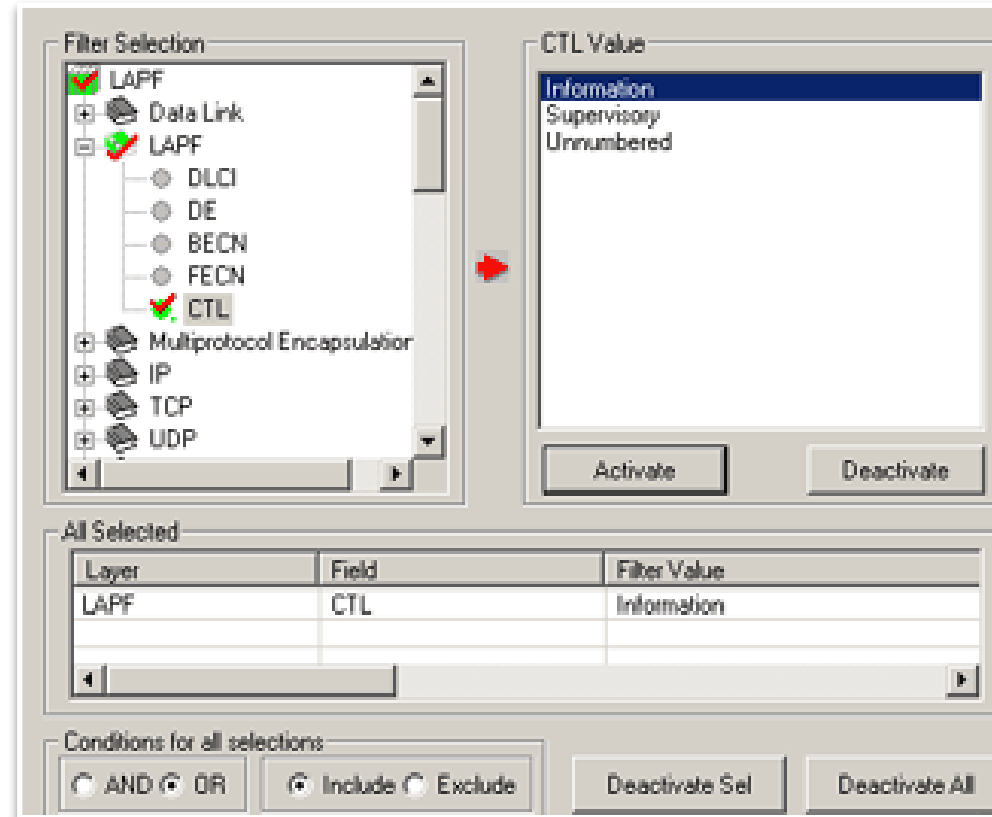 Filter Selection
LAPF
Data Link
LAPF
DLCI
DE
BECN
FECN
CTL
Multiprotocol Encapsulation
IP
TCP
UDP
CTL Value
Information
Supervisory
Unnumbered
Activate
Deactivate
All Selected
Layer Field Filter Value
LAPF CTL Information
Conditions for all selections
AND OR Include Exclude
Deactivate Sel Deactivate All